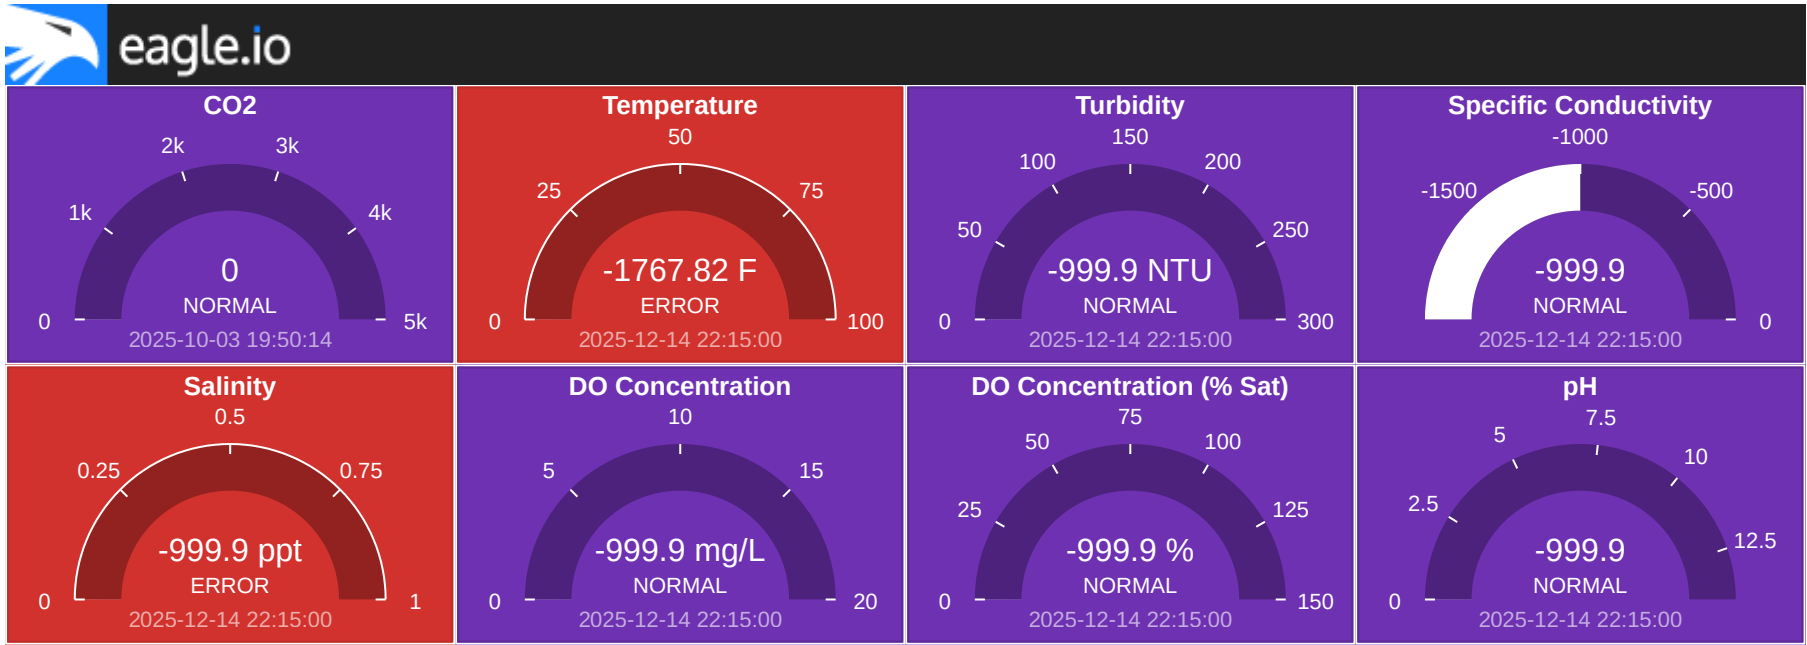 eagle.io
CO2
0
1k
2k
3k
4k
5k
0
NORMAL
2025-10-03 19:50:14
Temperature
0
25
50
75
100
-1767.82 F
ERROR
2025-12-14 22:15:00
Turbidity
0
50
100
150
200
250
300
-999.9 NTU
NORMAL
2025-12-14 22:15:00
Specific Conductivity
-1500
-1000
-500
0
-999.9
NORMAL
2025-12-14 22:15:00
Salinity
0
0.25
0.5
0.75
1
-999.9 ppt
ERROR
2025-12-14 22:15:00
DO Concentration
0
5
10
15
20
-999.9 mg/L
NORMAL
2025-12-14 22:15:00
DO Concentration (% Sat)
0
25
50
75
100
125
150
-999.9 %
NORMAL
2025-12-14 22:15:00
pH
0
2.5
5
7.5
10
12.5
-999.9
NORMAL
2025-12-14 22:15:00